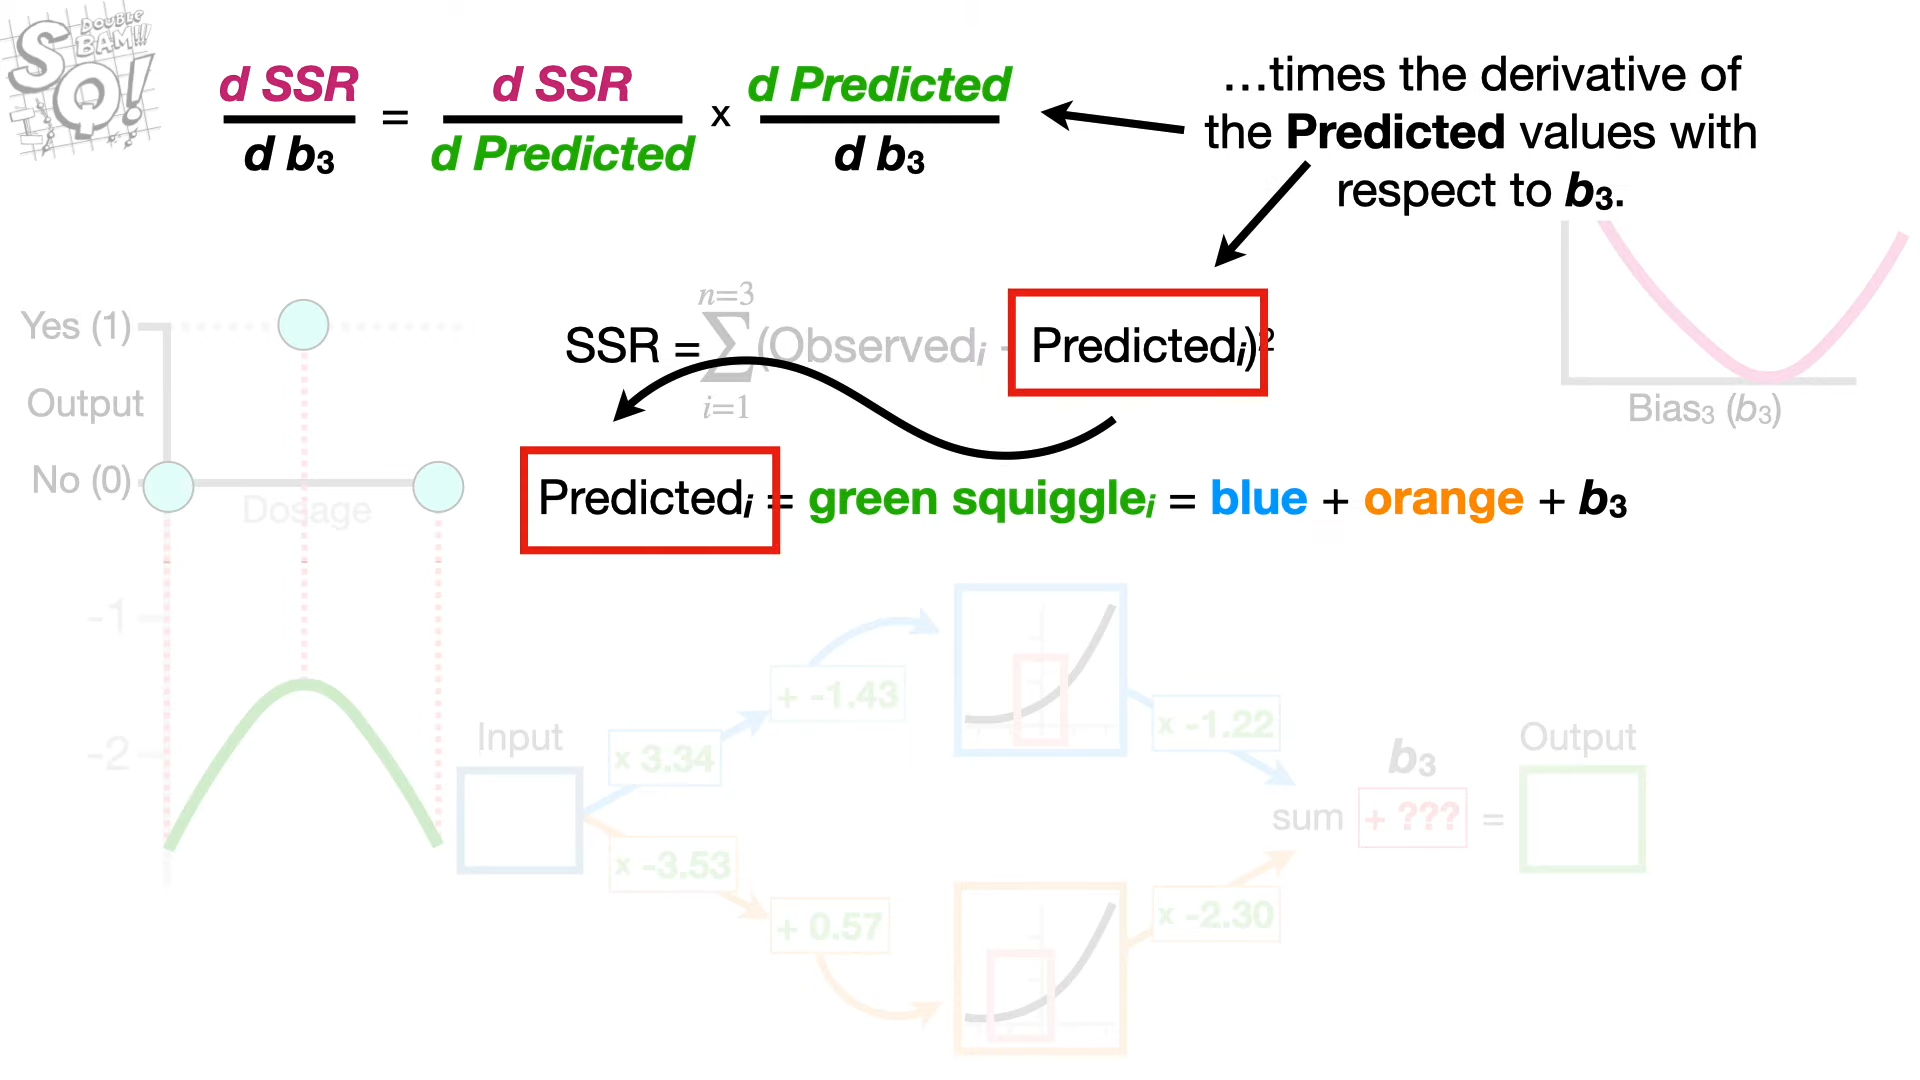 DOUBLE
BAM!!!
SQ!
d SSR / d b₃ = d SSR / d Predicted x d Predicted / d b₃
...times the derivative of
the Predicted values with
respect to b₃.
n=3
SSR = ∑ (Observedᵢ - Predictedᵢ)²
i=1
Predictedᵢ = green squiggleᵢ = blue + orange + b₃
Yes (1)
Output
No (0)
Dosage
-1
-2
Bias₃ (b₃)
Input
x 3.34
+ -1.43
x -1.22
x -3.53
+ 0.57
x -2.30
b₃
sum + ??? =
Output